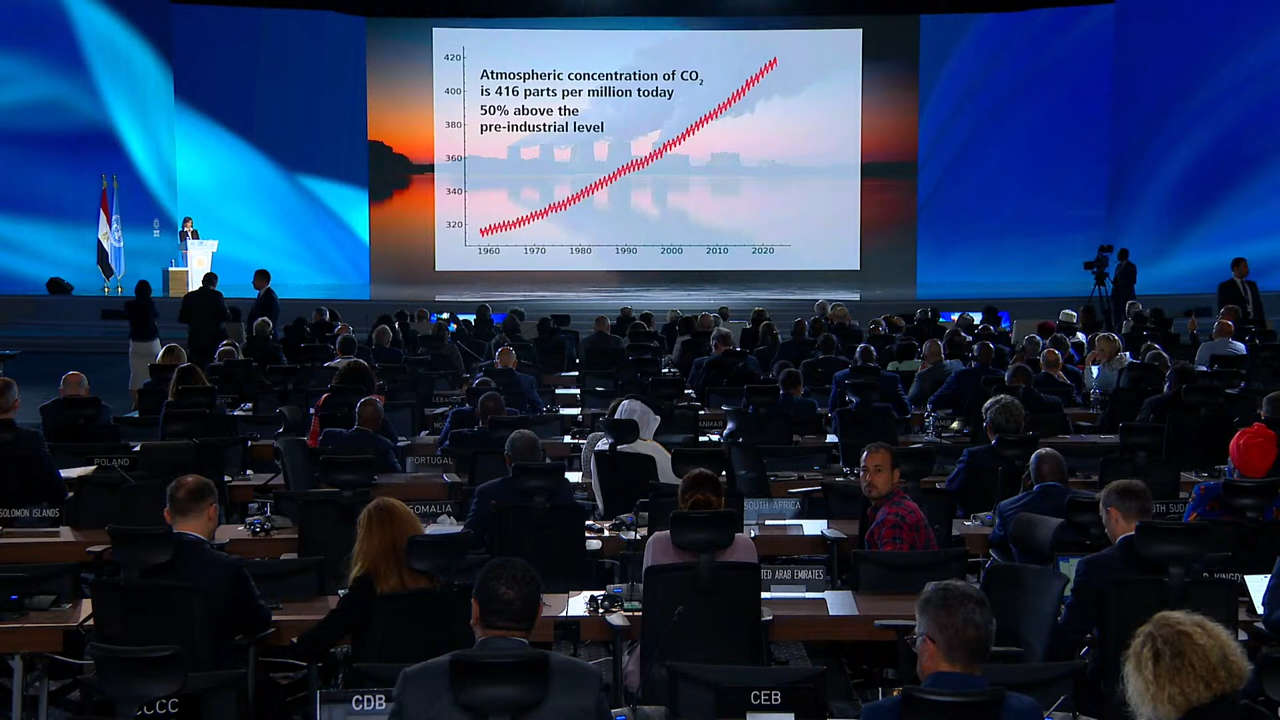 420
Atmospheric concentration of CO₂
is 416 parts per million today
50% above the
pre-industrial level
400
380
360
340
320
1960 1970 1980 1990 2000 2010 2020
LEBANON
PORTUGAL
POLAND
SOLOMON ISLANDS
SOMALIA
SOUTH AFRICA
UNITED ARAB EMIRATES
CDB
CEB